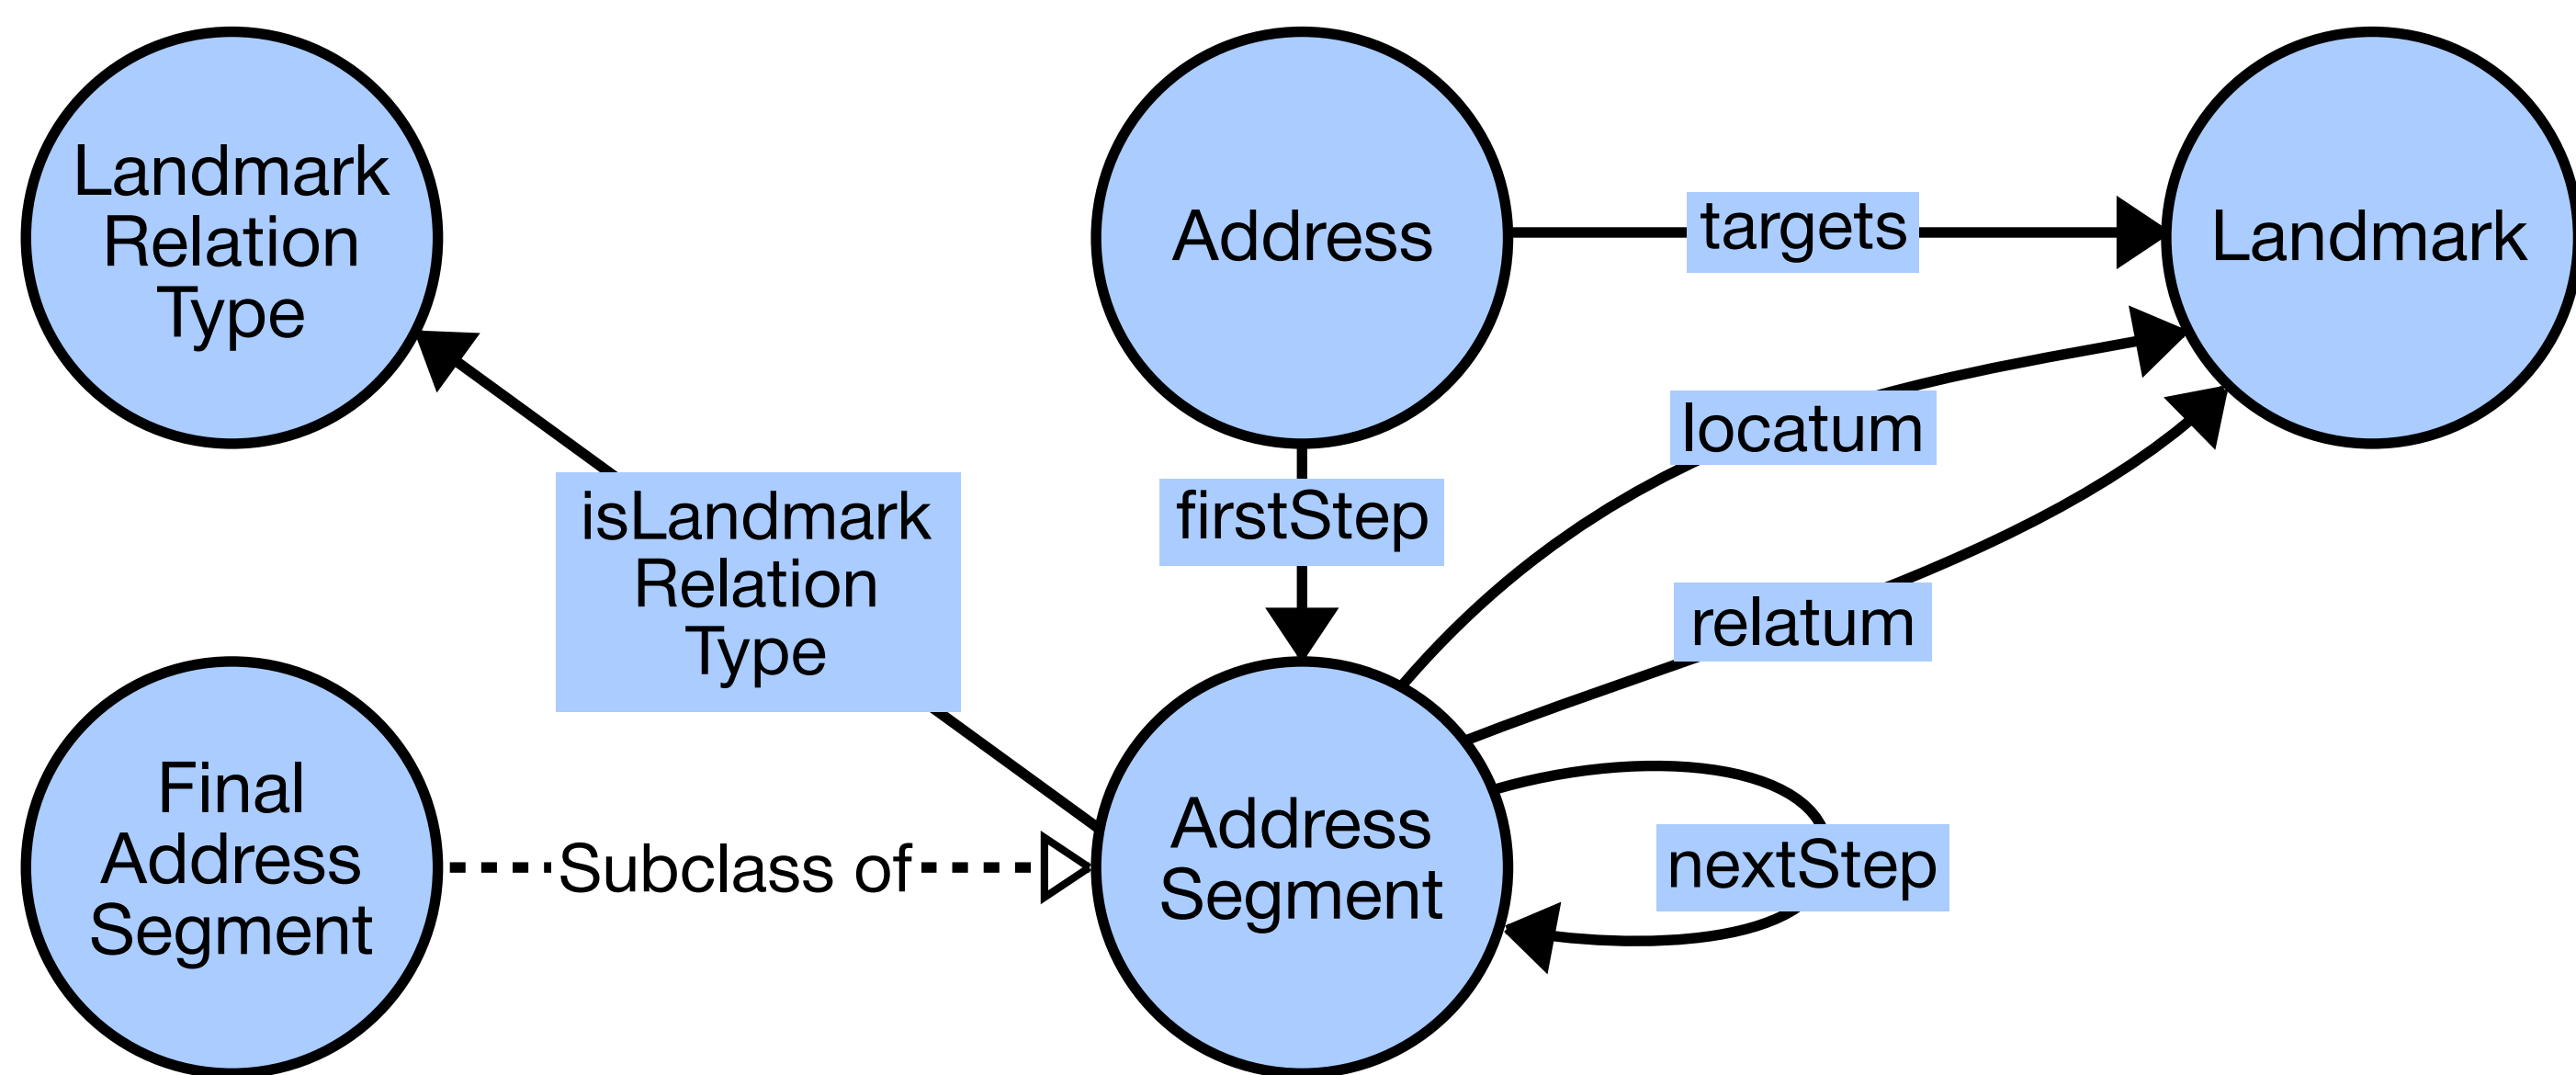 Landmark
Relation
Type
Address
targets
Landmark
locatum
isLandmark
Relation
Type
firstStep
relatum
Final
Address
Segment
Subclass of
Address
Segment
nextStep